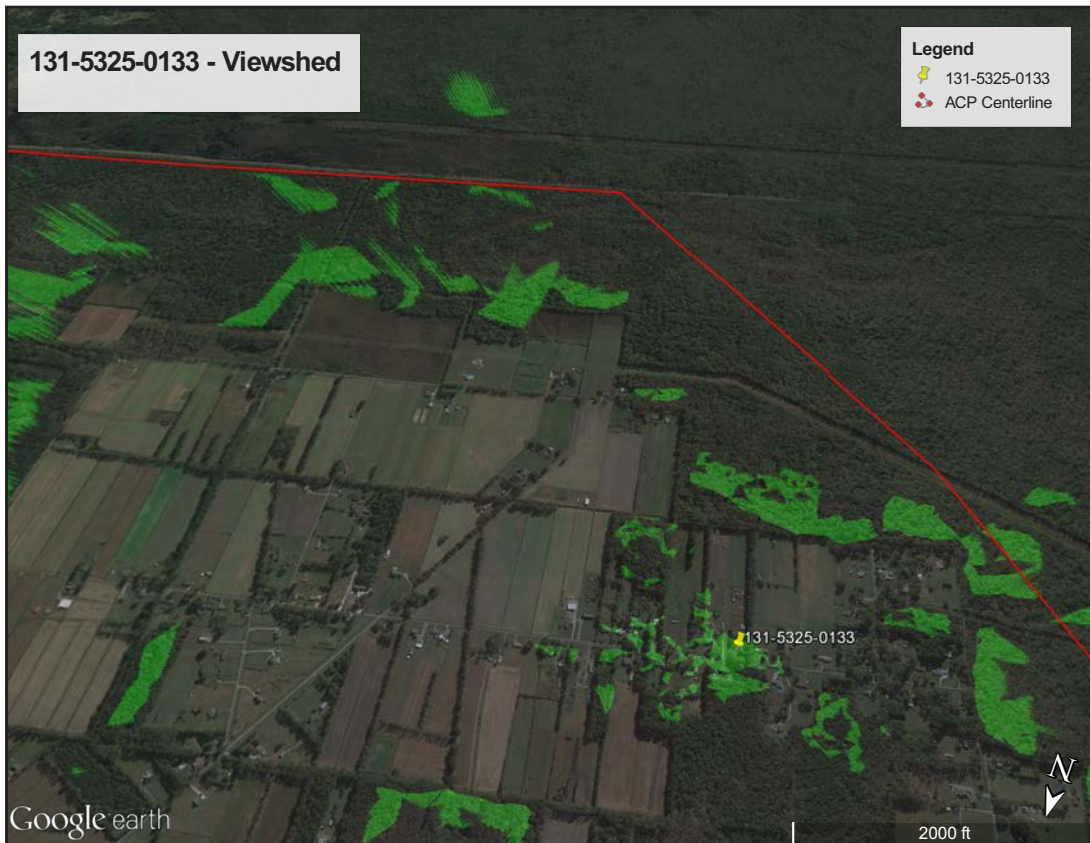 131-5325-0133 - Viewshed
Legend
131-5325-0133
ACP Centerline
131-5325-0133
N
Google earth
2000 ft